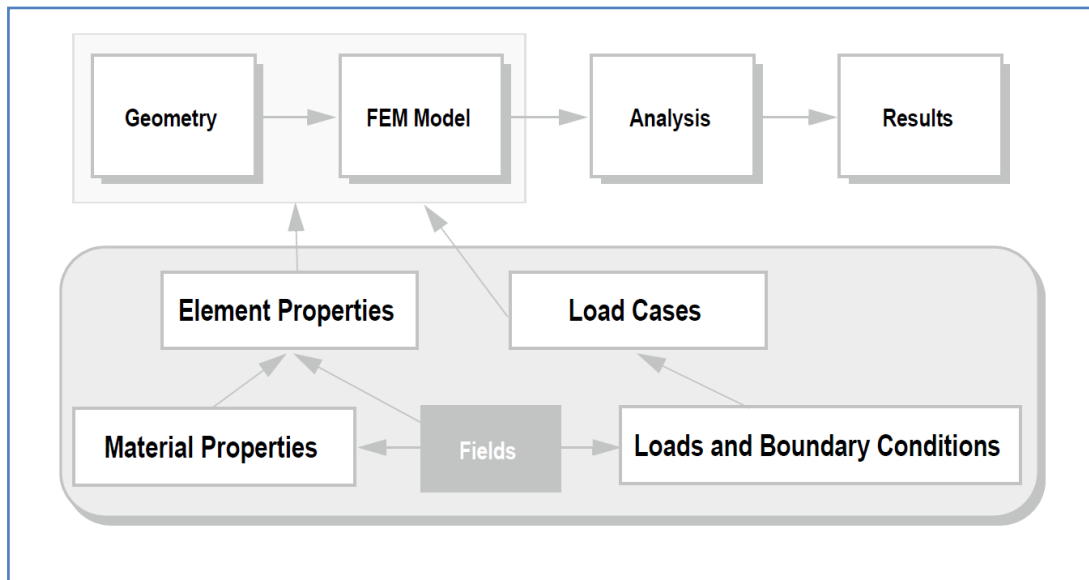 Geometry
FEM Model
Analysis
Results
Element Properties
Load Cases
Material Properties
Fields
Loads and Boundary Conditions